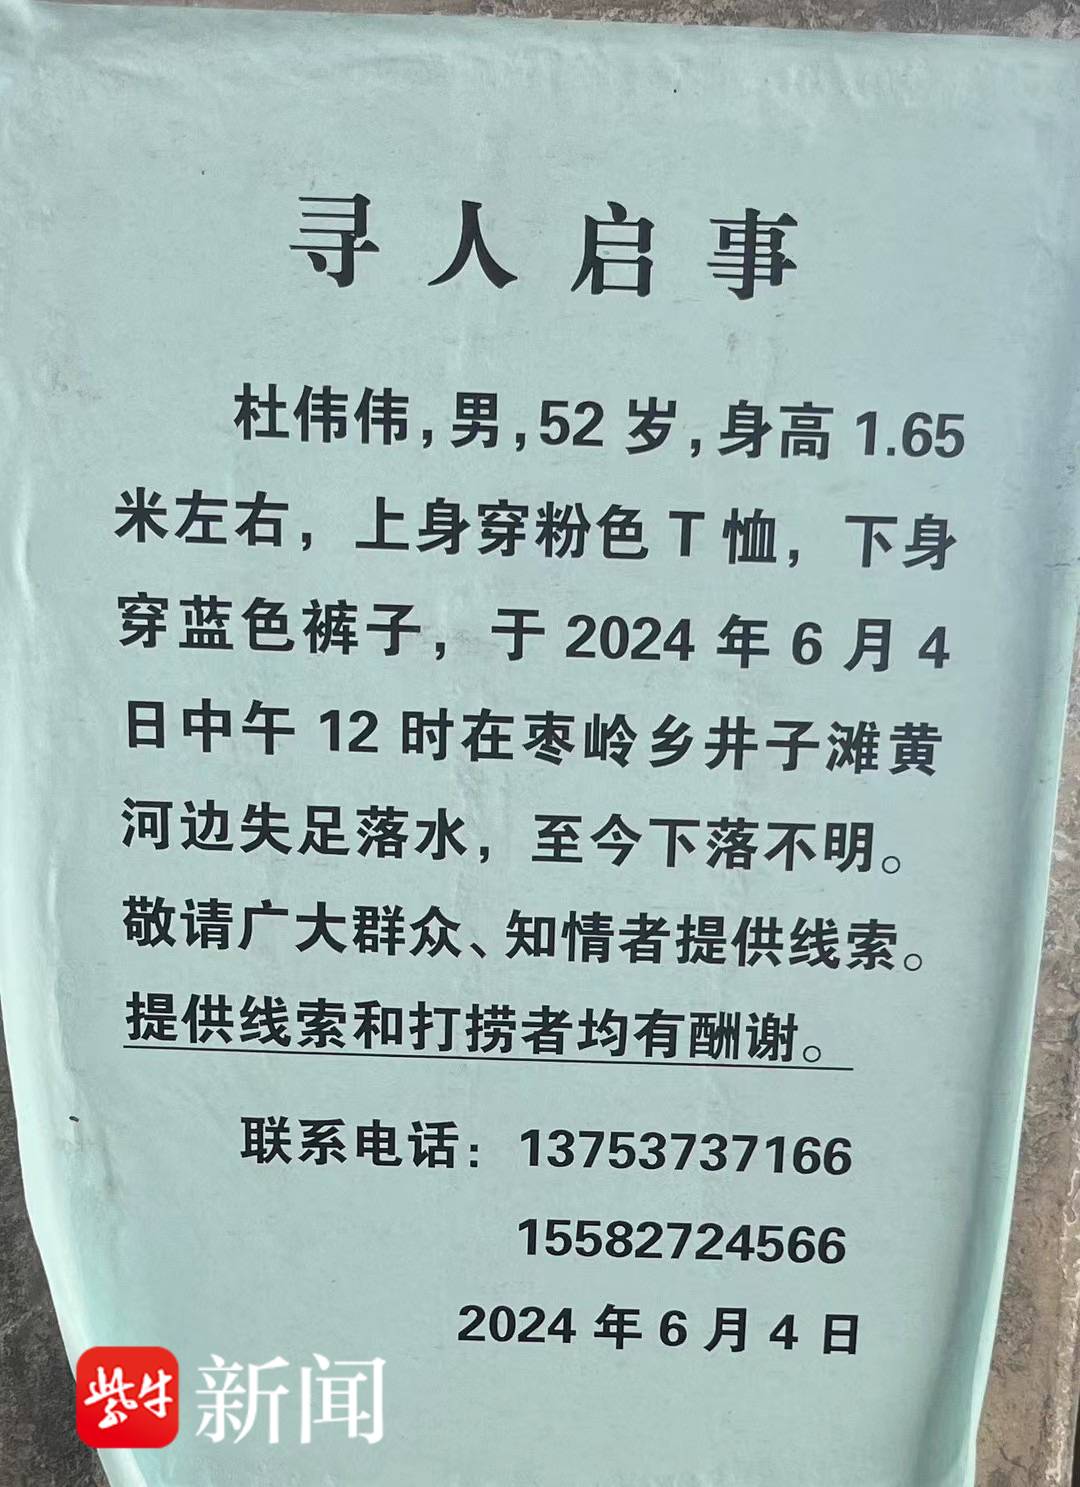 寻人启事
杜伟伟,男,52岁,身高1.65
米左右，上身穿粉色T恤，下身
穿蓝色裤子，于2024年6月4
日中午12时在枣岭乡井子滩黄
河边失足落水，至今下落不明。
敬请广大群众、知情者提供线索。
提供线索和打捞者均有酬谢。
联系电话：13753737166
15582724566
2024年6月4日
紫牛新闻